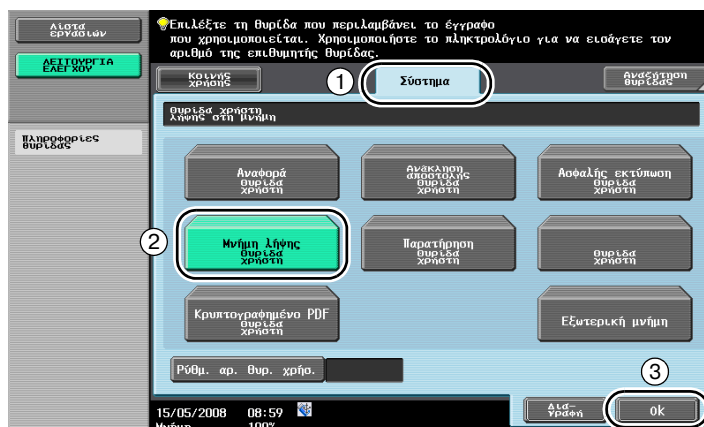 Λίστα
εργασιών
ΛΕΙΤΟΥΡΓΙΑ
ΕΛΕΓΧΟΥ
Πληροφορίες
θυρίδας
Επιλέξτε τη θυρίδα που περιλαμβάνει το έγγραφο
που χρησιμοποιείται. Χρησιμοποιήστε το πληκτρολόγιο για να εισάγετε τον
αριθμό της επιθυμητής θυρίδας.
Κοινής
χρήσης
1
Σύστημα
Αναζήτηση
θυρίδας
θυρίδα χρήστη
λήψης στη μνήμη
Αναφορά
θυρίδα
χρήστη
Ανάκληση
αποστολής
θυρίδα
χρήστη
Ασφαλής εκτύπωση
θυρίδα
χρήστη
2
Μνήμη λήψης
θυρίδα
χρήστη
Παρατήρηση
θυρίδα
χρήστη
θυρίδα
χρήστη
Κρυπτογραφημένο PDF
θυρίδα
χρήστη
Εξωτερική μνήμη
Ρύθμ. αρ. θυρ. χρήσ.
3
15/05/2008 08:59
Δια-
γραφή
Ok
Μνήμη 100%